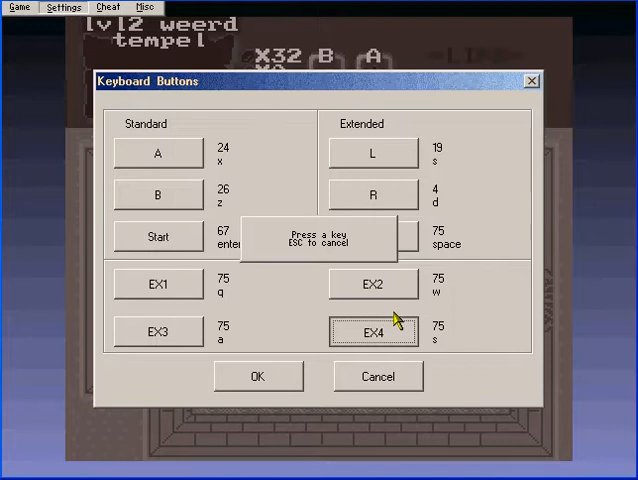 Game Settings Cheat Misc
lvl2 weerd
tempel
X32 B A
-LIFE-
Keyboard Buttons
Standard
Extended
A
24
x
L
19
s
B
26
z
R
4
d
Start
67
enter
75
space
Press a key
ESC to cancel
EX1
75
q
EX2
75
w
EX3
75
a
EX4
75
s
OK
Cancel